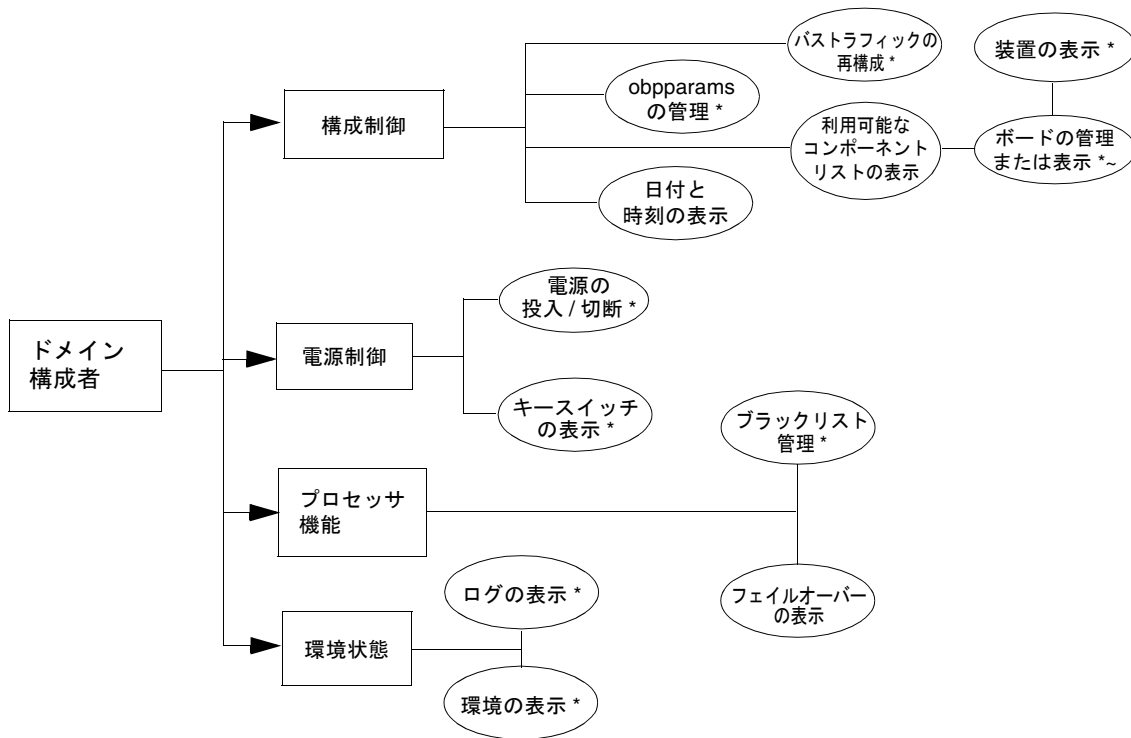 バストラフィックの
再構成 *
装置の表示 *
obpparams
の管理 *
構成制御
利用可能な
コンポーネント
リストの表示
ボードの管理
または表示 *~
日付と
時刻の表示
電源の
投入 / 切断 *
ドメイン
構成者
電源制御
キースイッチ
の表示 *
ブラックリスト
管理 *
プロセッサ
機能
ログの表示 *
フェイルオーバー
の表示
環境状態
環境の表示 *